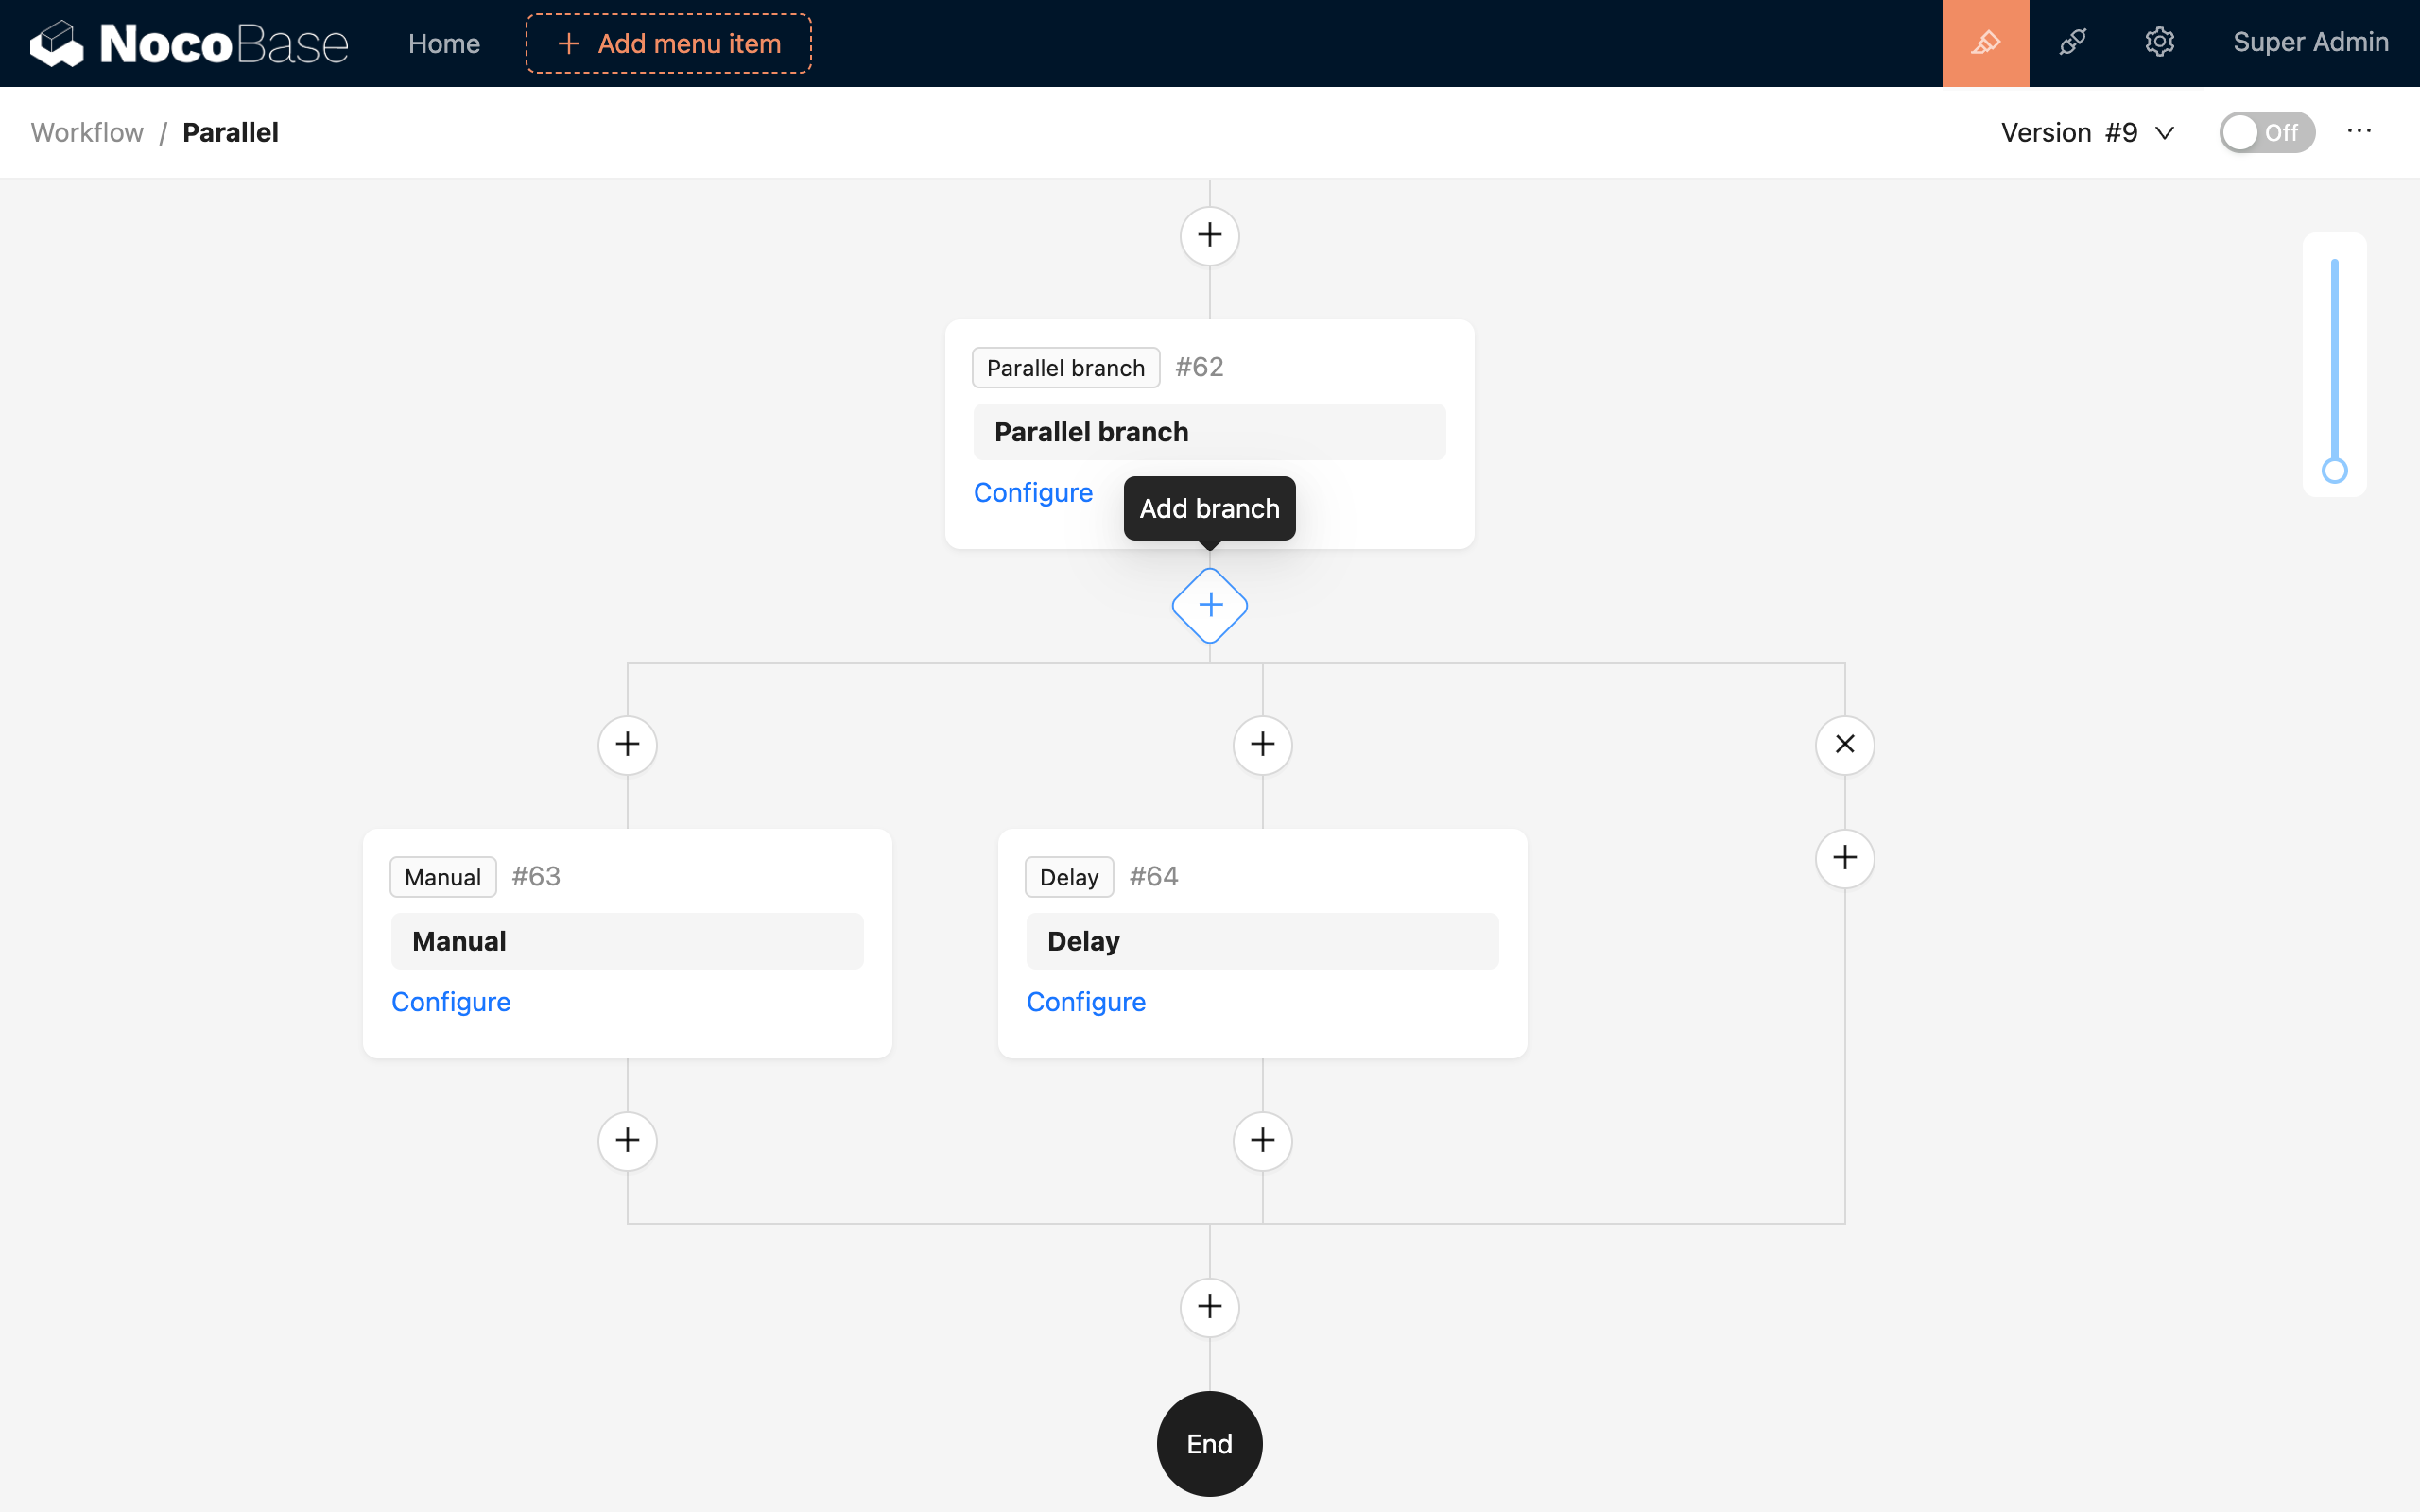 NocoBase Home + Add menu item Super Admin
Workflow / Parallel Version #9 Off ···
Parallel branch #62
Parallel branch
Configure
Add branch
Manual #63
Manual
Configure
Delay #64
Delay
Configure
End